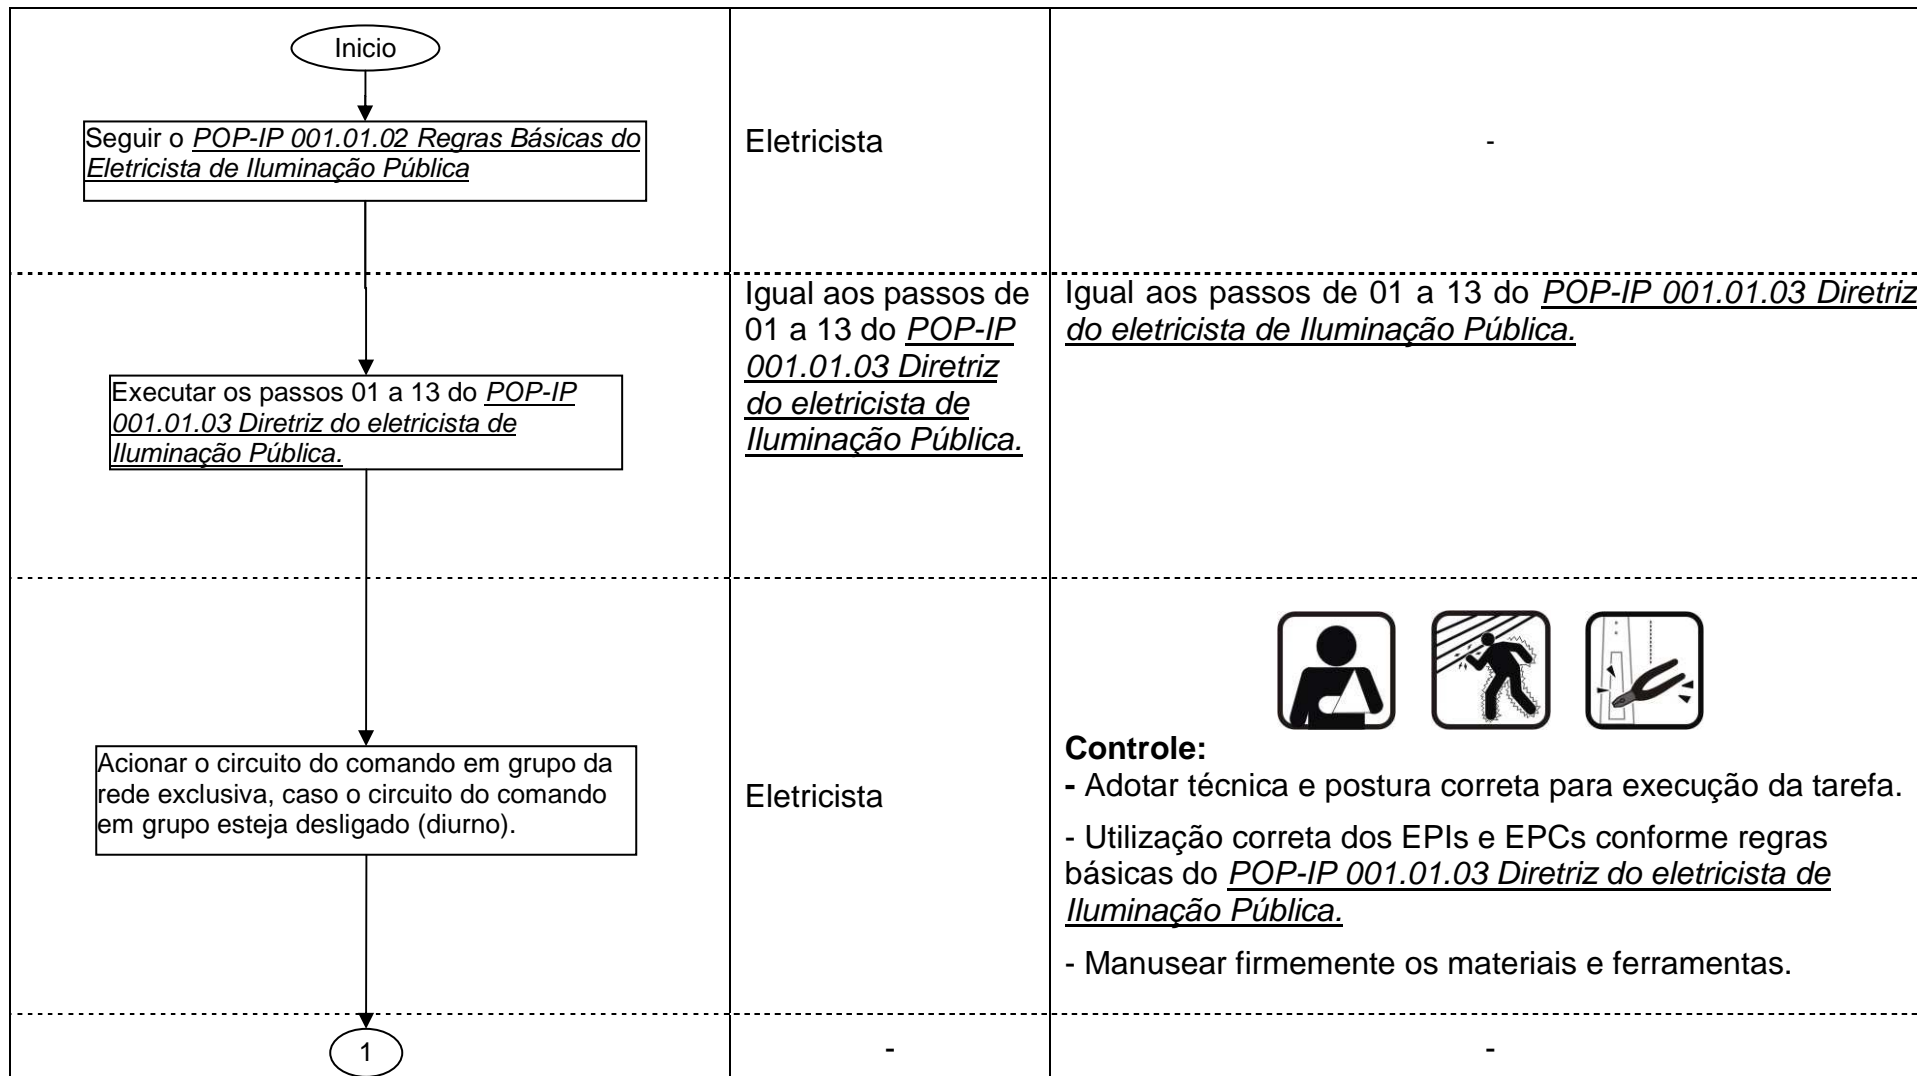 Inicio
Seguir o POP-IP 001.01.02 Regras Básicas do
Eletricista de Iluminação Pública
Eletricista
-
Executar os passos 01 a 13 do POP-IP
001.01.03 Diretriz do eletricista de
Iluminação Pública.
Igual aos passos de
01 a 13 do POP-IP
001.01.03 Diretriz
do eletricista de
Iluminação Pública.
Igual aos passos de 01 a 13 do POP-IP 001.01.03 Diretriz
do eletricista de Iluminação Pública.
Acionar o circuito do comando em grupo da
rede exclusiva, caso o circuito do comando
em grupo esteja desligado (diurno).
Eletricista
Controle:
- Adotar técnica e postura correta para execução da tarefa.
- Utilização correta dos EPIs e EPCs conforme regras
básicas do POP-IP 001.01.03 Diretriz do eletricista de
Iluminação Pública.
- Manusear firmemente os materiais e ferramentas.
1
-
-